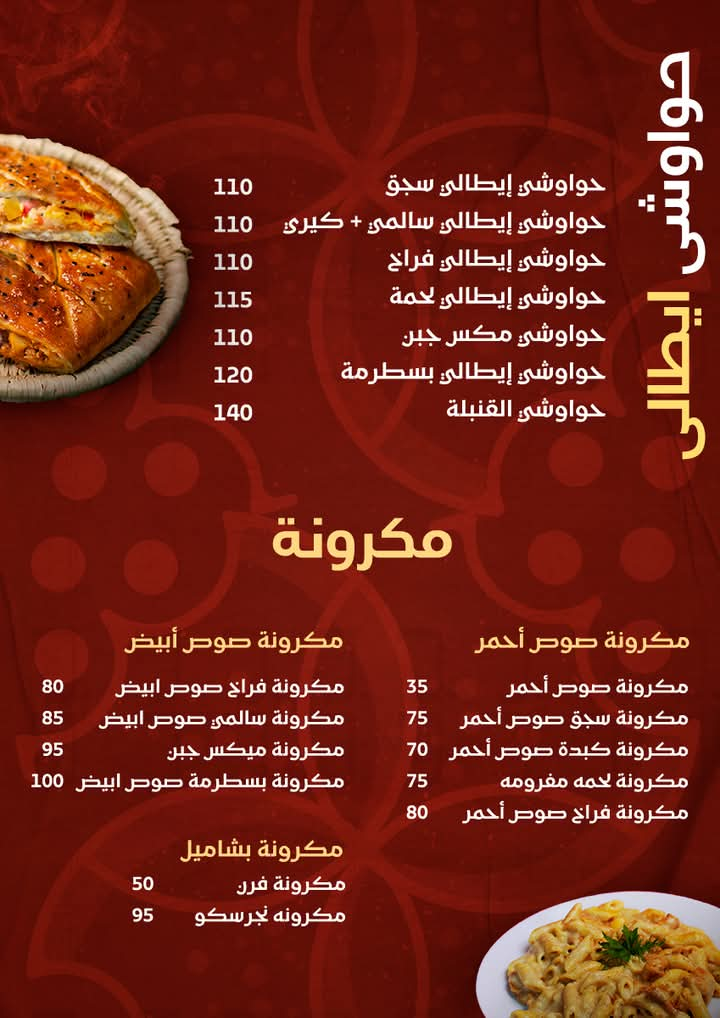 حواوشى ايطالى
حواوشي إيطالي سجق 110
حواوشي إيطالي سالمي + كيري 110
حواوشي إيطالي فراخ 110
حواوشي إيطالي لحمة 115
حواوشي مكس جبن 110
حواوشي إيطالي بسطرمة 120
حواوشي القنبلة 140
مكرونة
مكرونة صوص أحمر
مكرونة صوص أحمر 35
مكرونة سجق صوص أحمر 75
مكرونة كبدة صوص أحمر 70
مكرونة لحمه مفرومه 75
مكرونة فراخ صوص أحمر 80
مكرونة صوص أبيض
مكرونة فراخ صوص ابيض 80
مكرونة سالمي صوص ابيض 85
مكرونة ميكس جبن 95
مكرونة بسطرمة صوص ابيض 100
مكرونة بشاميل
مكرونة فرن 50
مكرونه نجرسكو 95